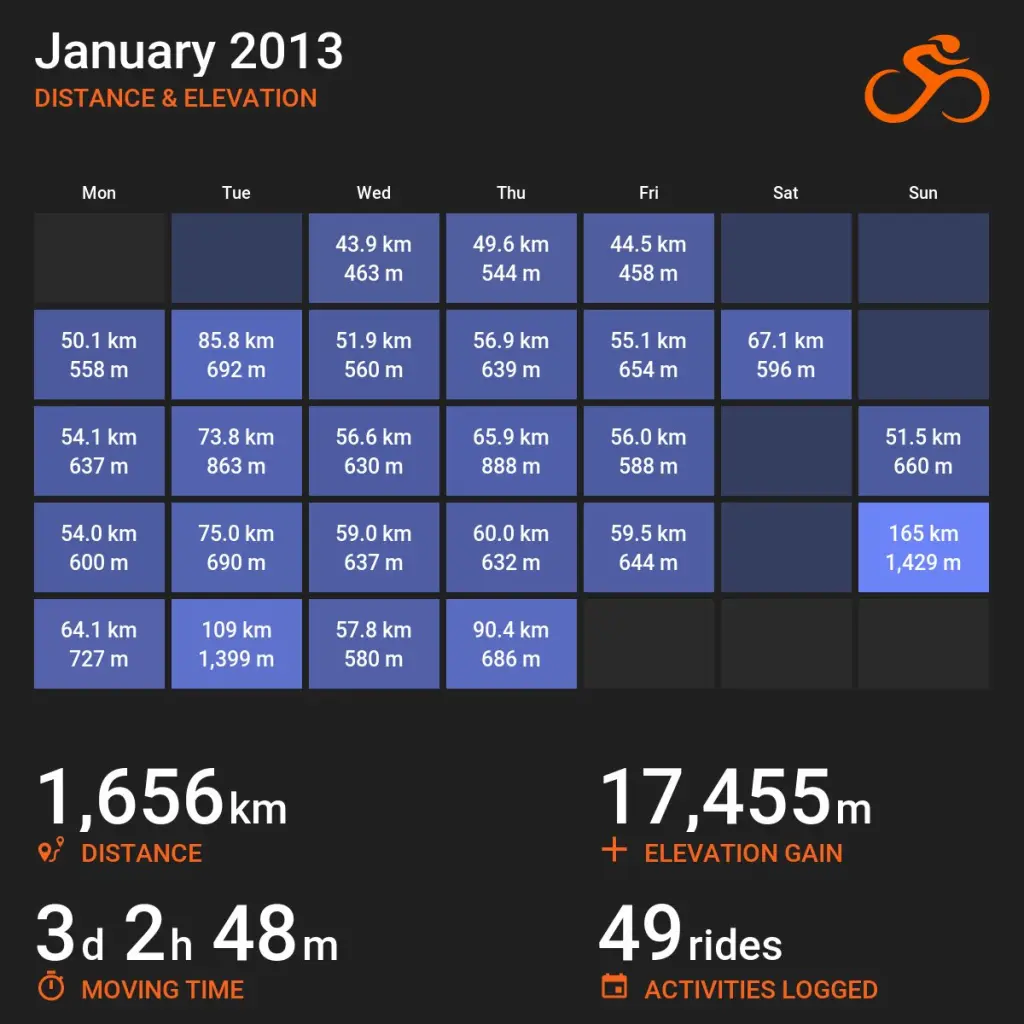 January 2013
DISTANCE & ELEVATION
Mon Tue Wed Thu Fri Sat Sun
43.9 km 49.6 km 44.5 km
463 m 544 m 458 m
50.1 km 85.8 km 51.9 km 56.9 km 55.1 km 67.1 km
558 m 692 m 560 m 639 m 654 m 596 m
54.1 km 73.8 km 56.6 km 65.9 km 56.0 km 51.5 km
637 m 863 m 630 m 888 m 588 m 660 m
54.0 km 75.0 km 59.0 km 60.0 km 59.5 km 165 km
600 m 690 m 637 m 632 m 644 m 1,429 m
64.1 km 109 km 57.8 km 90.4 km
727 m 1,399 m 580 m 686 m
1,656km 17,455m
DISTANCE ELEVATION GAIN
3d 2h 48m 49rides
MOVING TIME ACTIVITIES LOGGED